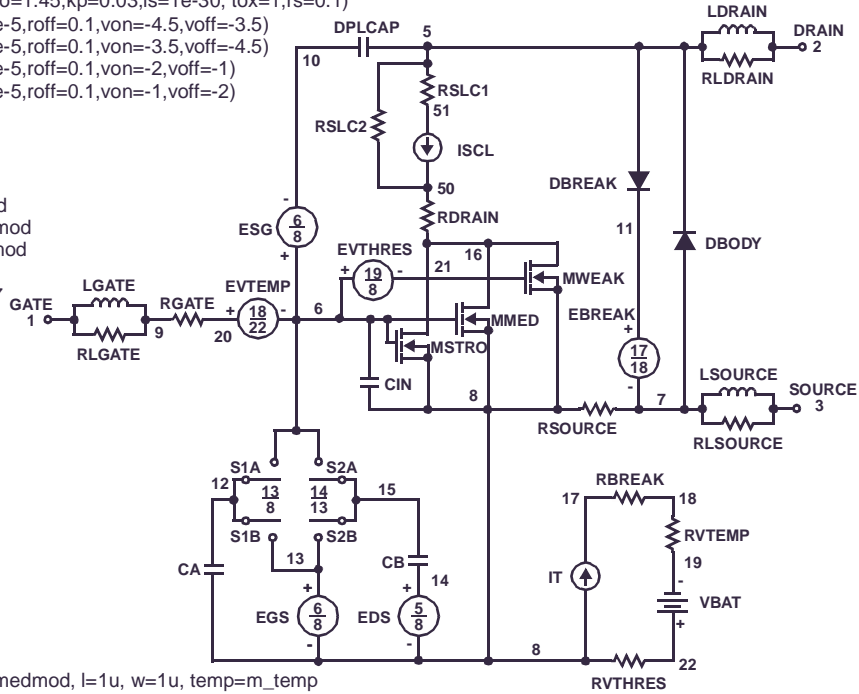 o=1.45,kp=0.03,is=1e-30, tox=1,rs=0.1)
e-5,roff=0.1,von=-4.5,voff=-3.5)
e-5,roff=0.1,von=-3.5,voff=-4.5)
e-5,roff=0.1,von=-2,voff=-1)
e-5,roff=0.1,von=-1,voff=-2)
d
mod
mod
DPLCAP
5
10
LDRAIN
DRAIN
2
RLDRAIN
RSLC1
51
RSLC2
ISCL
50
RDRAIN
DBREAK
11
DBODY
ESG
-
6
8
+
EVTHRES
+
19
8
-
21
16
MWEAK
LGATE
GATE
1
RLGATE
9
RGATE
20
EVTEMP
+
18
22
-
6
MMED
MSTRO
EBREAK
+
17
18
-
CIN
8
RSOURCE
7
LSOURCE
SOURCE
3
RLSOURCE
S1A
S2A
12
13
8
14
13
15
S1B
S2B
13
CA
CB
14
+
EGS
6
8
-
+
EDS
5
8
-
RBREAK
17
18
RVTEMP
19
IT
-
VBAT
+
8
22
RVTHRES
medmod, l=1u, w=1u, temp=m_temp